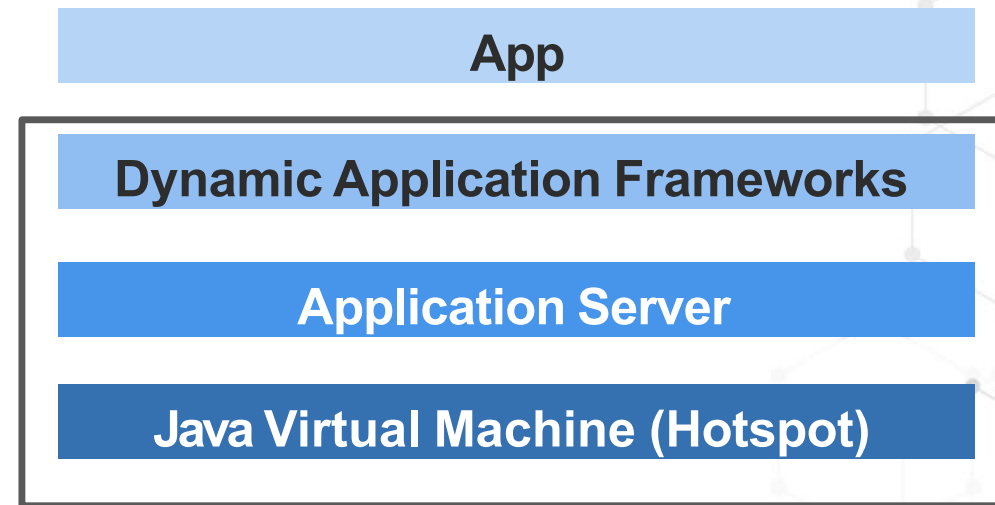 App
Dynamic Application Frameworks
Application Server
Java Virtual Machine (Hotspot)